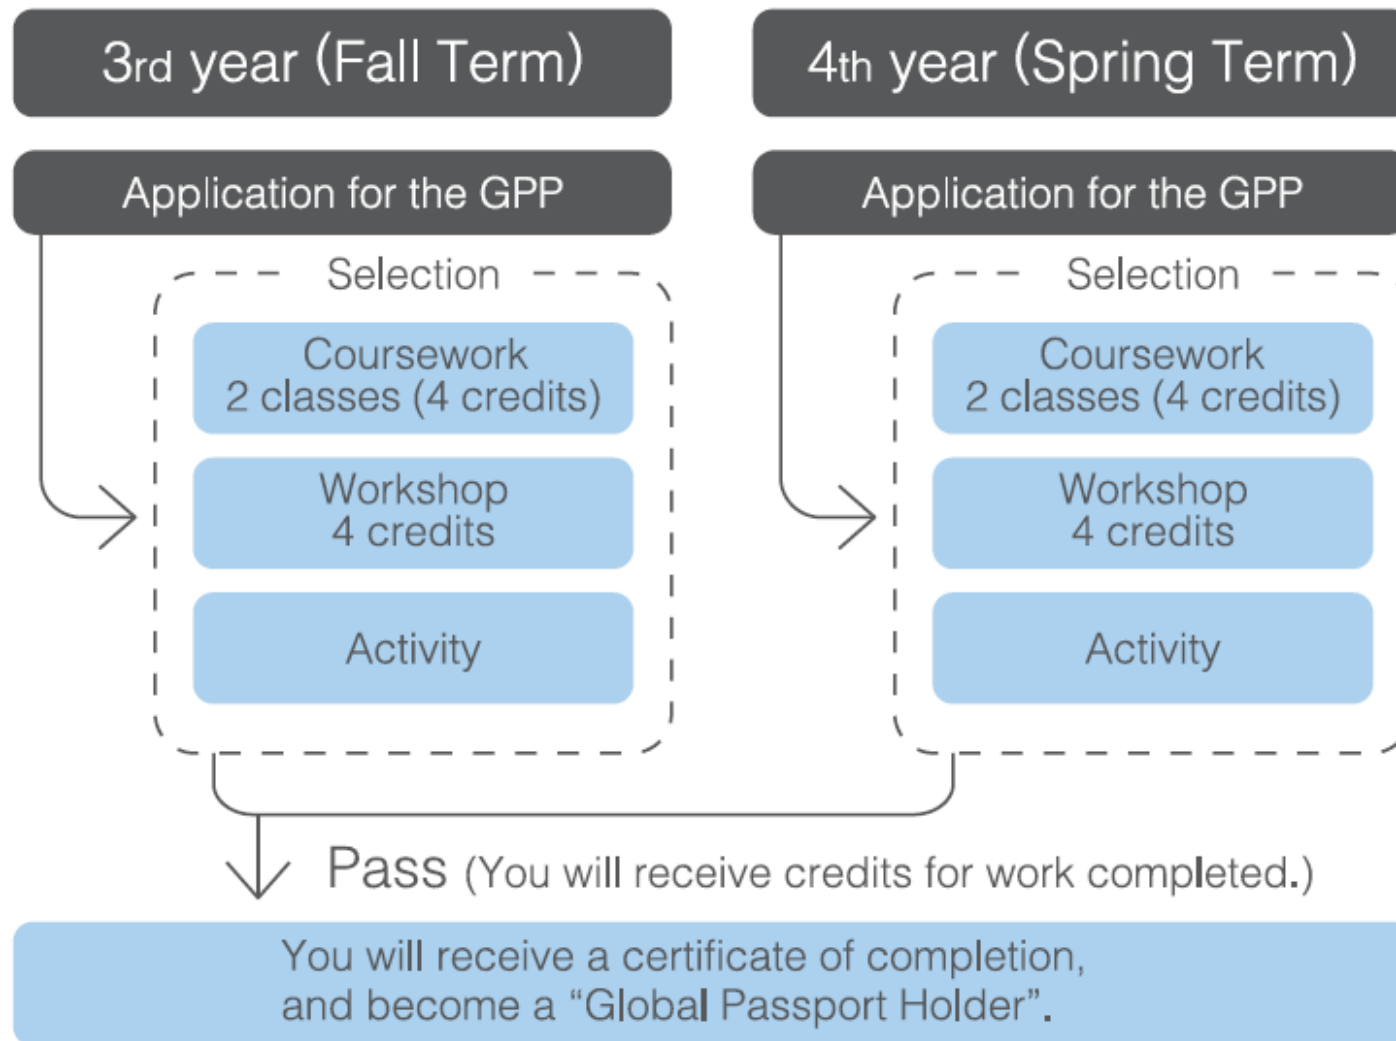 3rd year (Fall Term)
Application for the GPP
Selection
Coursework
2 classes (4 credits)
Workshop
4 credits
Activity
4th year (Spring Term)
Application for the GPP
Selection
Coursework
2 classes (4 credits)
Workshop
4 credits
Activity
Pass (You will receive credits for work completed.)
You will receive a certificate of completion,
and become a “Global Passport Holder”.